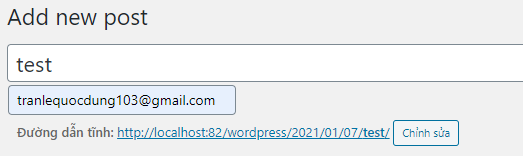 Add new post
test
tranlequocdung103@gmail.com
Đường dẫn tĩnh: http://localhost:82/wordpress/2021/01/07/test/ Chỉnh sửa